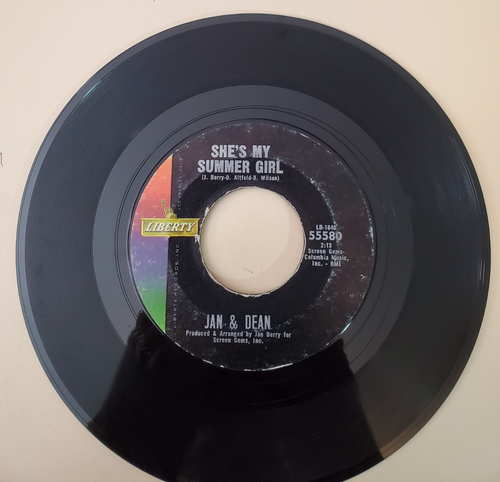 SHE'S MY
SUMMER GIRL
(J. Berry-D. Altfeld-B. Wilson)
LIBERTY
LB-1640
55580
2:13
Screen Gems-
Columbia Music,
Inc. - BMI
JAN & DEAN
Produced & Arranged by Jan Berry for
Screen Gems, Inc.